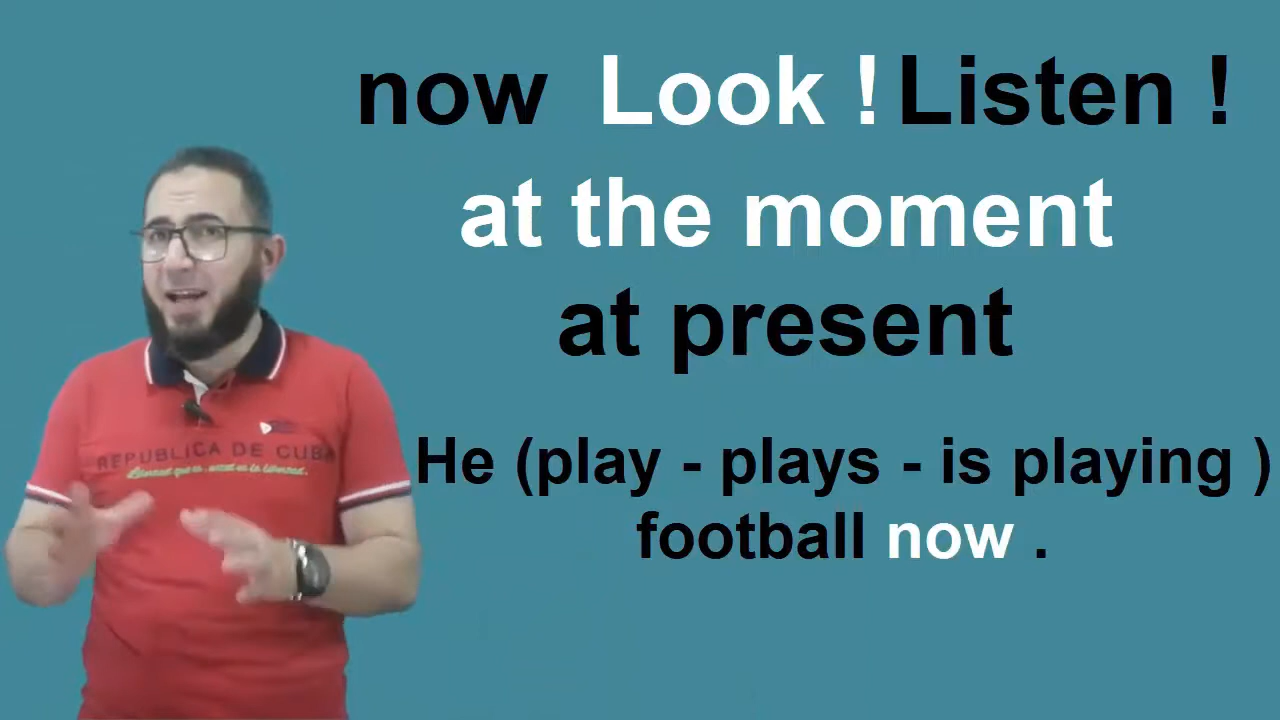 now Look ! Listen !
at the moment
at present
He (play - plays - is playing )
football now .
REPUBLICA DE CUBA